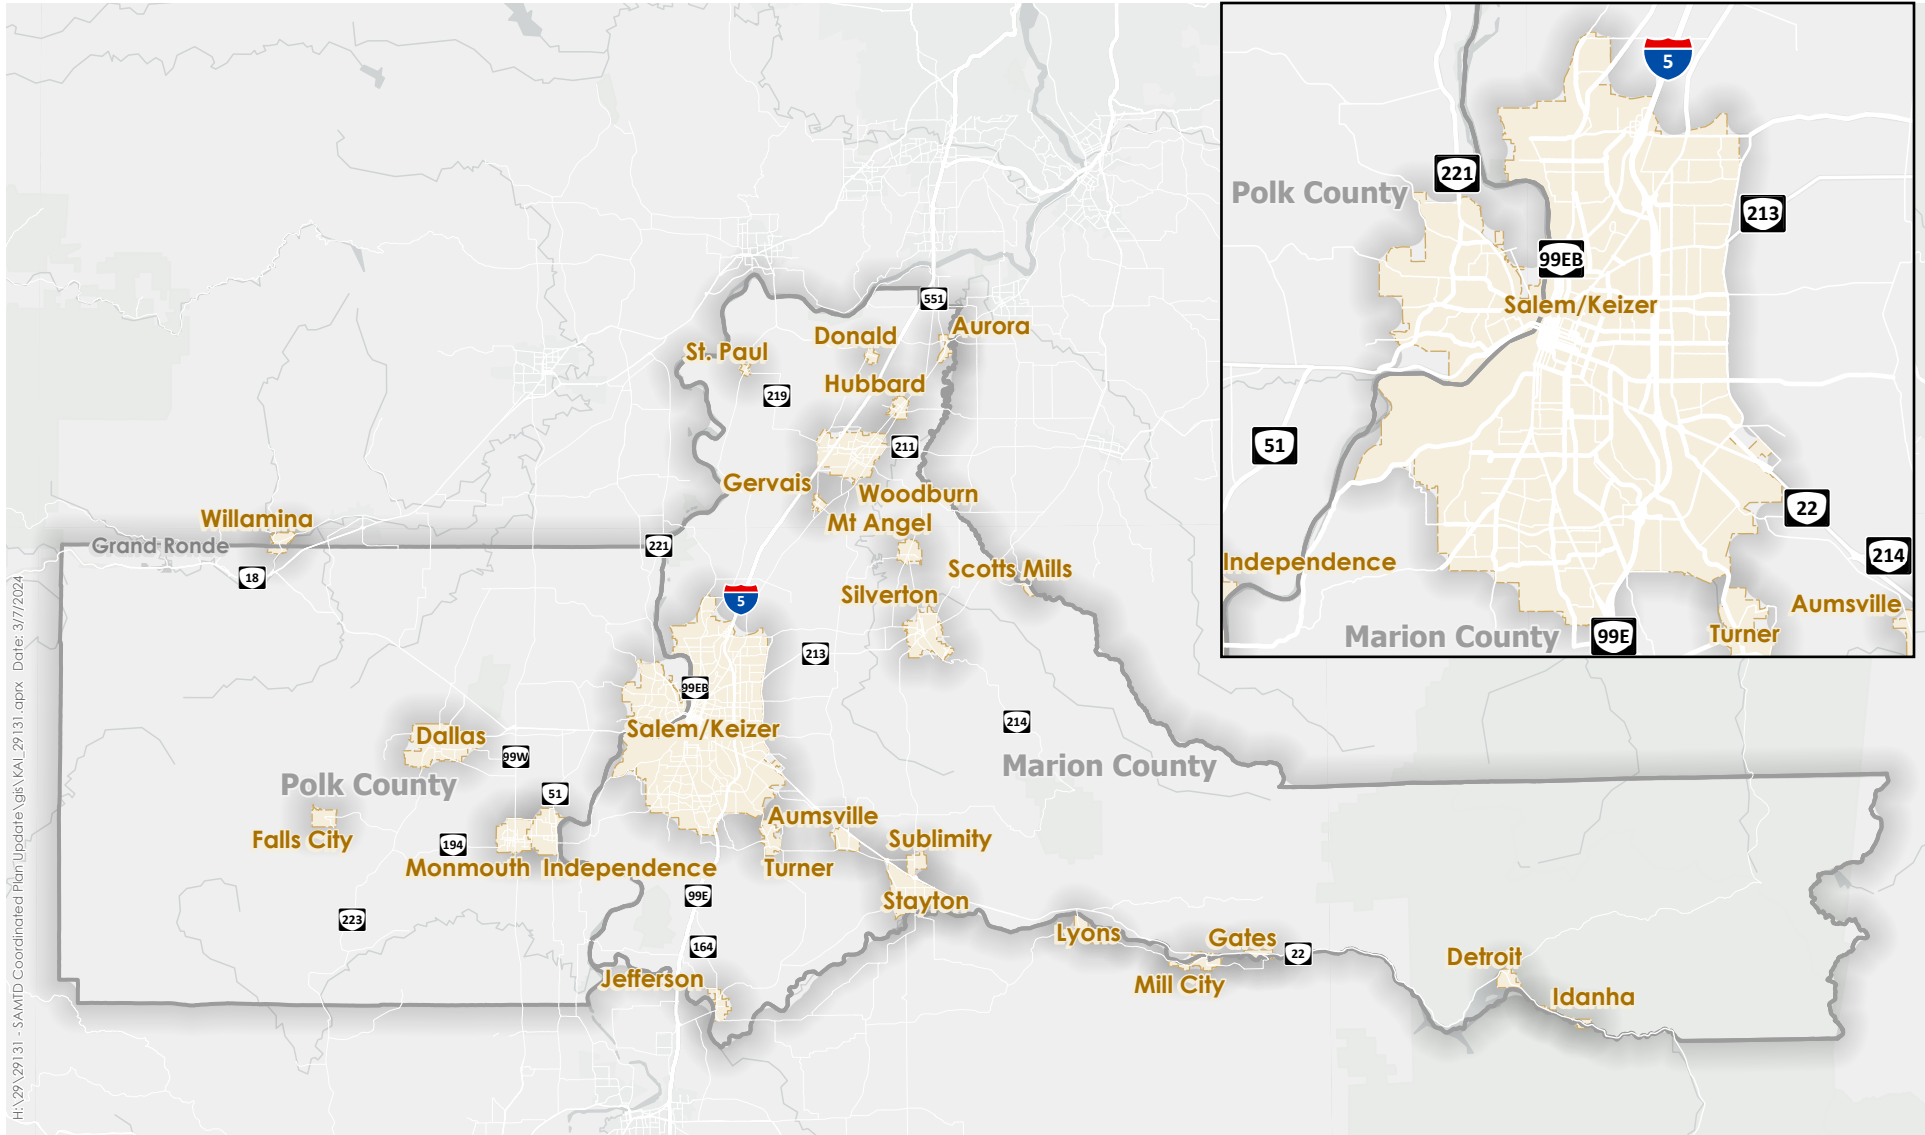 551
Donald
Aurora
St. Paul
Hubbard
219
211
Gervais
Woodburn
Willamina
Mt Angel
Grand Ronde
221
18
Scotts Mills
Silverton
5
213
99EB
Salem/Keizer
214
Dallas
99W
Marion County
Polk County
51
Falls City
194
Monmouth
Independence
Aumsville
Turner
Sublimity
Stayton
223
99E
164
Jefferson
Lyons
Gates
22
Mill City
Detroit
Idanha
H:\29\29131 - SAMTD Coordinated Plan Update\gis\KAI_29131.aprx Date: 3/7/2024
5
221
Polk County
213
99EB
Salem/Keizer
51
22
214
Independence
Aumsville
Marion County
99E
Turner